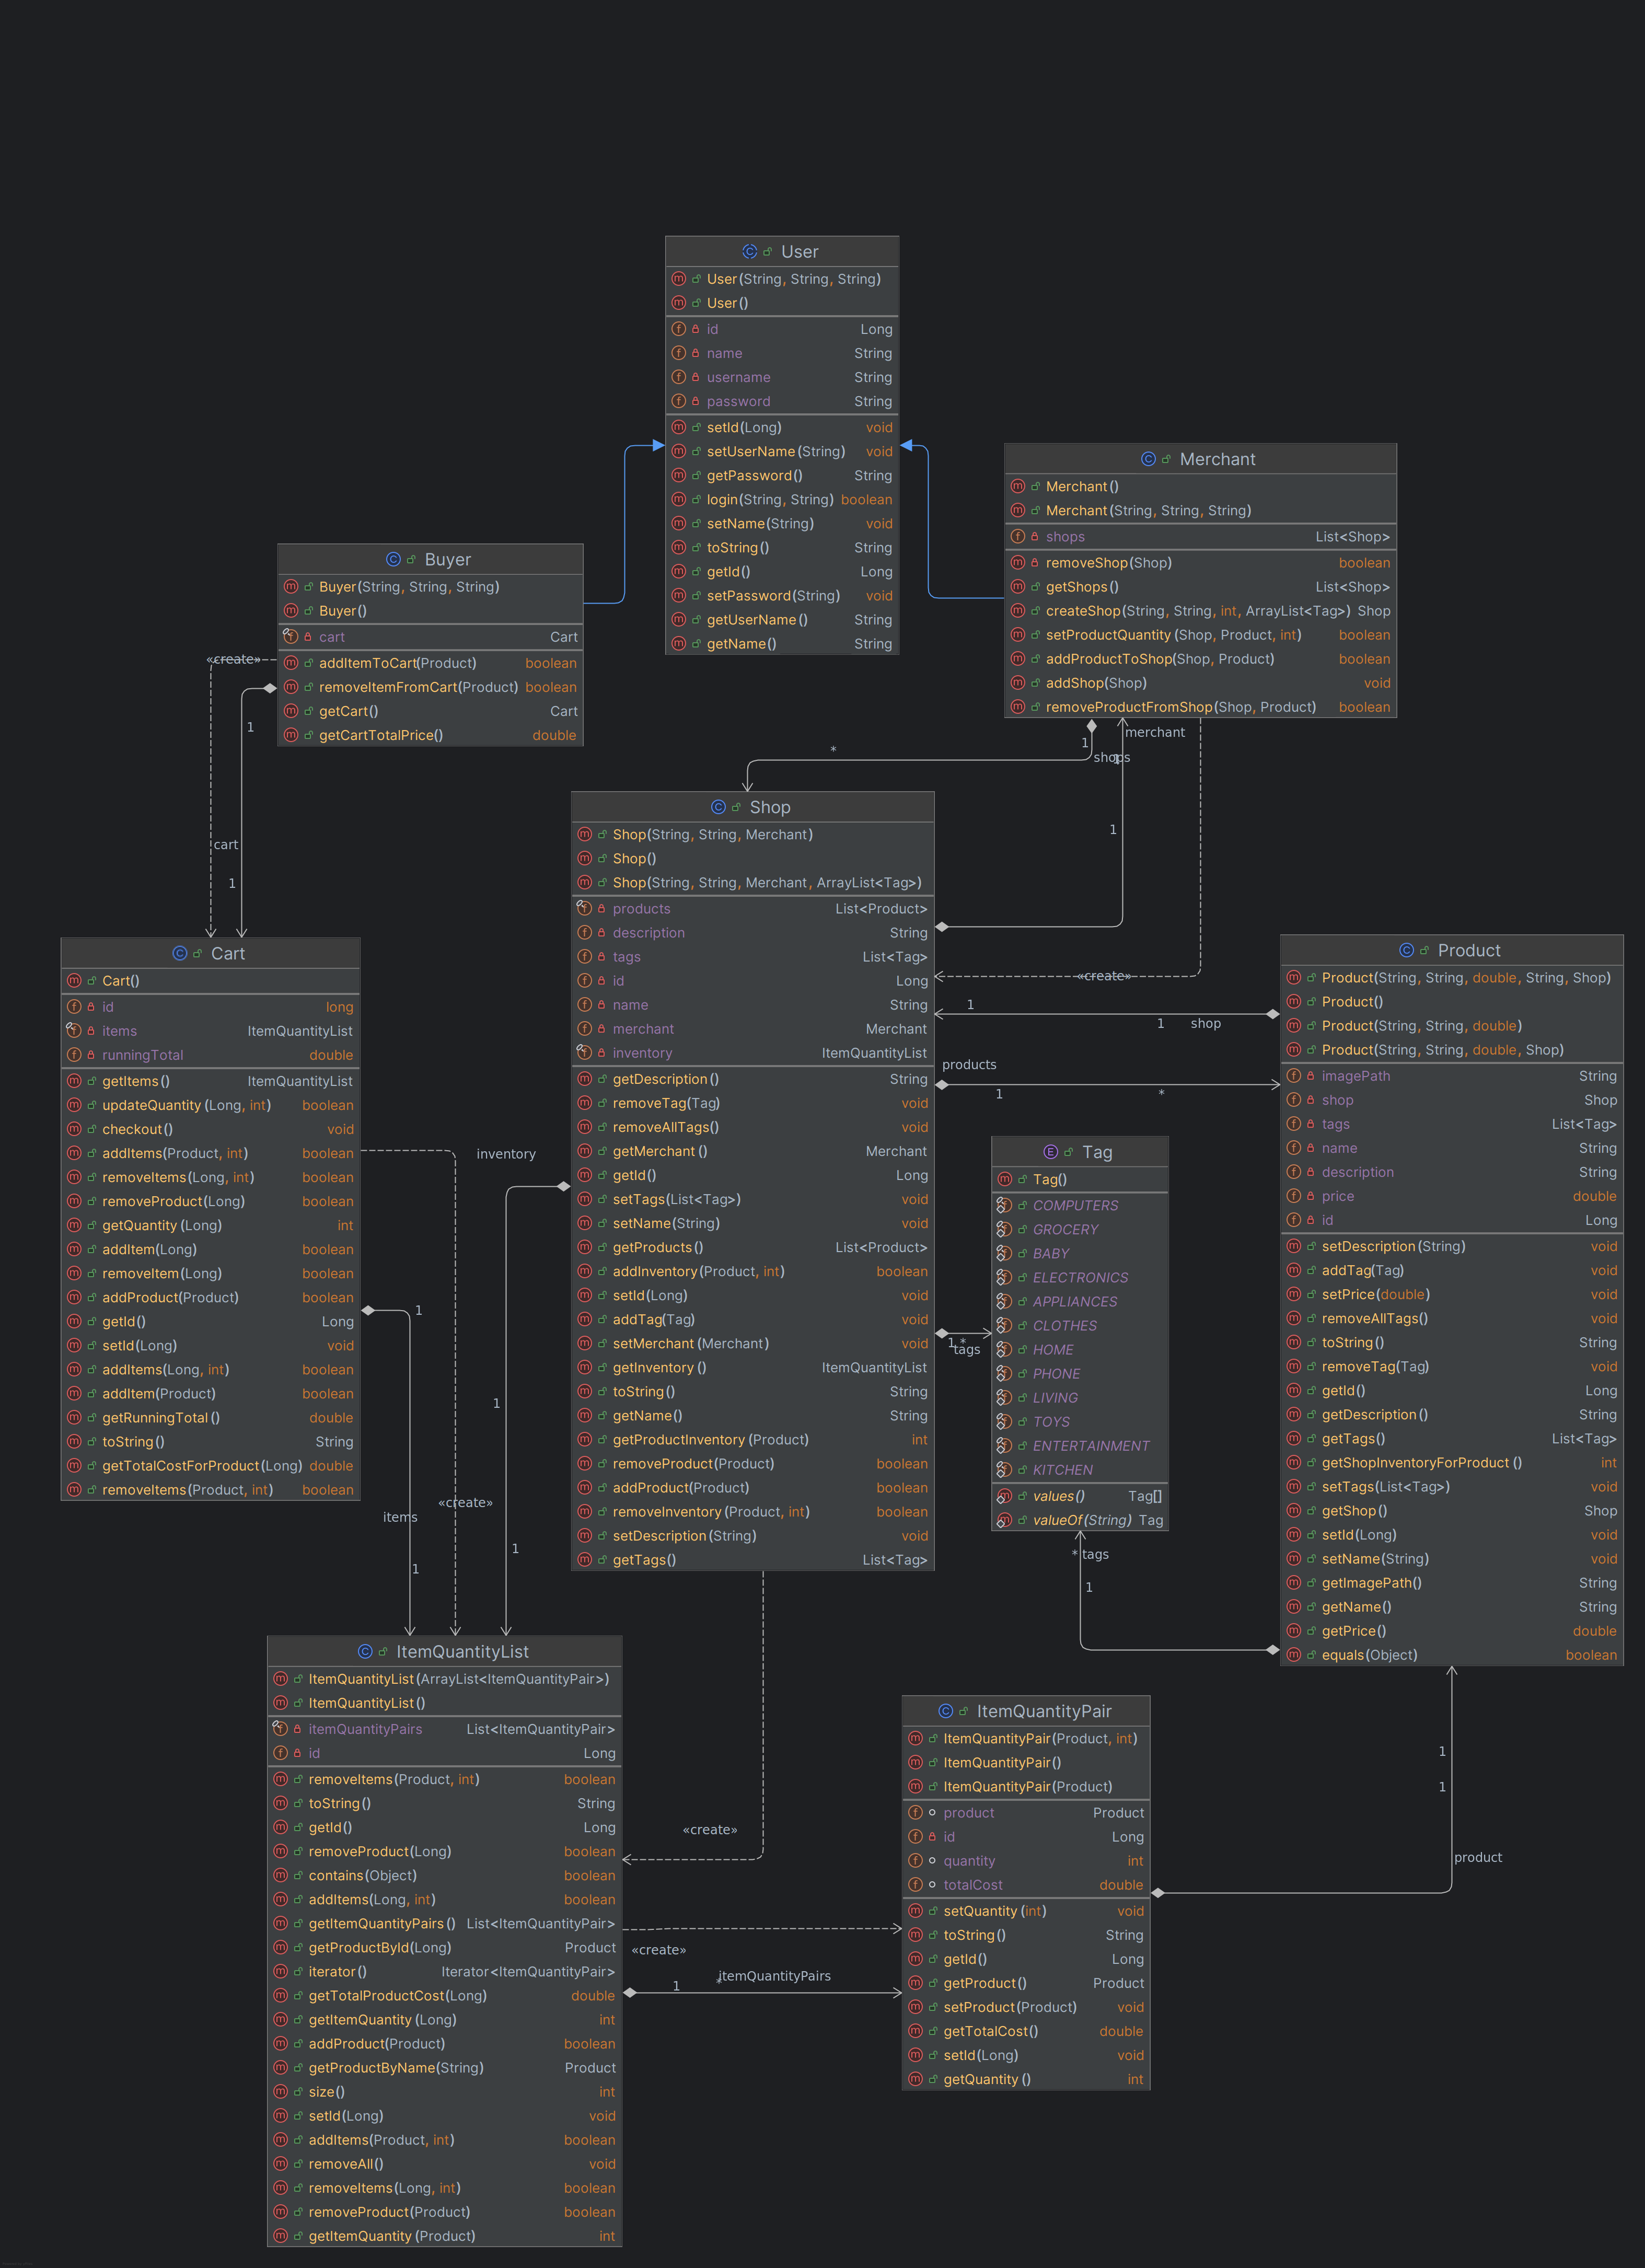 User
User(String, String, String)
User()
id Long
name String
username String
password String
setId(Long) void
setUserName(String) void
getPassword() String
login(String, String) boolean
setName(String) void
toString() String
getId() Long
setPassword(String) void
getUserName() String
getName() String
Merchant
Merchant()
Merchant(String, String, String)
shops List<Shop>
removeShop(Shop) boolean
getShops() List<Shop>
createShop(String, String, int, ArrayList<Tag>) Shop
setProductQuantity(Shop, Product, int) boolean
addProductToShop(Shop, Product) boolean
addShop(Shop) void
removeProductFromShop(Shop, Product) boolean
Buyer
Buyer(String, String, String)
Buyer()
cart Cart
addItemToCart(Product) boolean
removeItemFromCart(Product) boolean
getCart() Cart
getCartTotalPrice() double
«create»
1
cart
1
*
1
shops
merchant
1
1
Shop
Shop(String, String, Merchant)
Shop()
Shop(String, String, Merchant, ArrayList<Tag>)
products List<Product>
description String
tags List<Tag>
id Long
name String
merchant Merchant
inventory ItemQuantityList
getDescription() String
removeTag(Tag) void
removeAllTags() void
getMerchant() Merchant
getId() Long
setTags(List<Tag>) void
setName(String) void
getProducts() List<Product>
addInventory(Product, int) boolean
setId(Long) void
addTag(Tag) void
setMerchant(Merchant) void
getInventory() ItemQuantityList
toString() String
getName() String
getProductInventory(Product) int
removeProduct(Product) boolean
addProduct(Product) boolean
removeInventory(Product, int) boolean
setDescription(String) void
getTags() List<Tag>
«create»
1
1
shop
products
1
*
1
*
tags
Cart
Cart()
id long
items ItemQuantityList
runningTotal double
getItems() ItemQuantityList
updateQuantity(Long, int) boolean
checkout() void
addItems(Product, int) boolean
removeItems(Long, int) boolean
removeProduct(Long) boolean
getQuantity(Long) int
addItem(Long) boolean
removeItem(Long) boolean
addProduct(Product) boolean
getId() Long
setId(Long) void
addItems(Long, int) boolean
addItem(Product) boolean
getRunningTotal() double
toString() String
getTotalCostForProduct(Long) double
removeItems(Product, int) boolean
inventory
1
1
1
«create»
items
1
Product
Product(String, String, double, String, Shop)
Product()
Product(String, String, double)
Product(String, String, double, Shop)
imagePath String
shop Shop
tags List<Tag>
name String
description String
price double
id Long
setDescription(String) void
addTag(Tag) void
setPrice(double) void
removeAllTags() void
toString() String
removeTag(Tag) void
getId() Long
getDescription() String
getTags() List<Tag>
getShopInventoryForProduct() int
setTags(List<Tag>) void
getShop() Shop
setId(Long) void
setName(String) void
getImagePath() String
getName() String
getPrice() double
equals(Object) boolean
Tag
Tag()
COMPUTERS
GROCERY
BABY
ELECTRONICS
APPLIANCES
CLOTHES
HOME
PHONE
LIVING
TOYS
ENTERTAINMENT
KITCHEN
values() Tag[]
valueOf(String) Tag
* tags
1
ItemQuantityList
ItemQuantityList(ArrayList<ItemQuantityPair>)
ItemQuantityList()
itemQuantityPairs List<ItemQuantityPair>
id Long
removeItems(Product, int) boolean
toString() String
getId() Long
removeProduct(Long) boolean
contains(Object) boolean
addItems(Long, int) boolean
getItemQuantityPairs() List<ItemQuantityPair>
getProductById(Long) Product
iterator() Iterator<ItemQuantityPair>
getTotalProductCost(Long) double
getItemQuantity(Long) int
addProduct(Product) boolean
getProductByName(String) Product
size() int
setId(Long) void
addItems(Product, int) boolean
removeAll() void
removeItems(Long, int) boolean
removeProduct(Product) boolean
getItemQuantity(Product) int
«create»
«create»
1
*
itemQuantityPairs
ItemQuantityPair
ItemQuantityPair(Product, int)
ItemQuantityPair()
ItemQuantityPair(Product)
product Product
id Long
quantity int
totalCost double
setQuantity(int) void
toString() String
getId() Long
getProduct() Product
setProduct(Product) void
getTotalCost() double
setId(Long) void
getQuantity() int
1
1
product